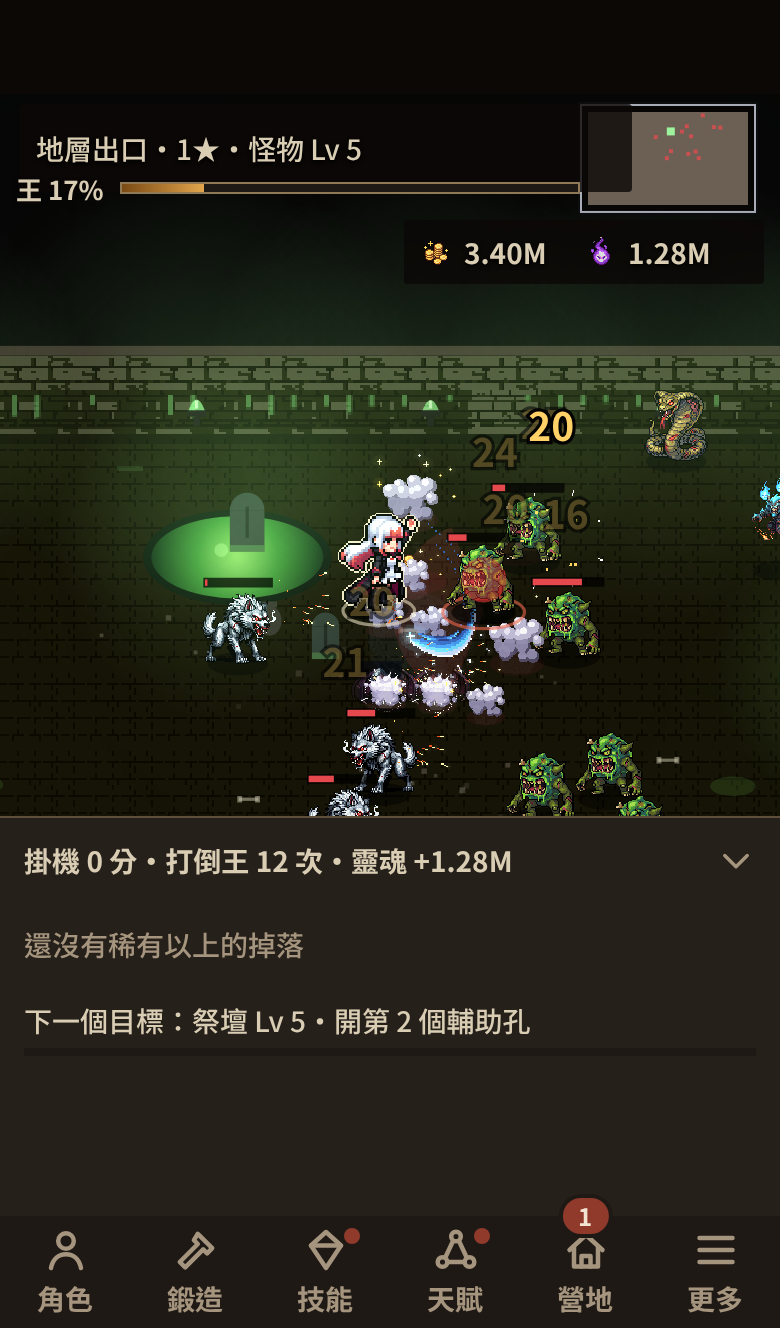 地層出口・1★・怪物 Lv 5
王 17%
3.40M
1.28M
20
24
16
20
21
掛機 0 分・打倒王 12 次・靈魂 +1.28M
還沒有稀有以上的掉落
下一個目標：祭壇 Lv 5・開第 2 個輔助孔
1
角色
鍛造
技能
天賦
營地
更多